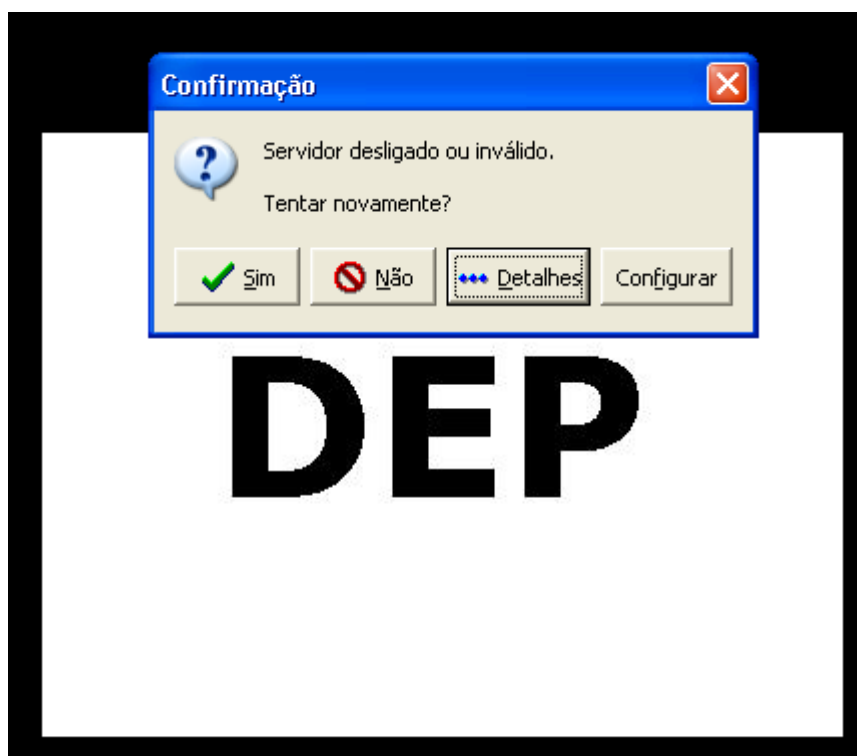 Confirmação
Servidor desligado ou inválido.
Tentar novamente?
Sim Não Detalhes Configurar
DEP